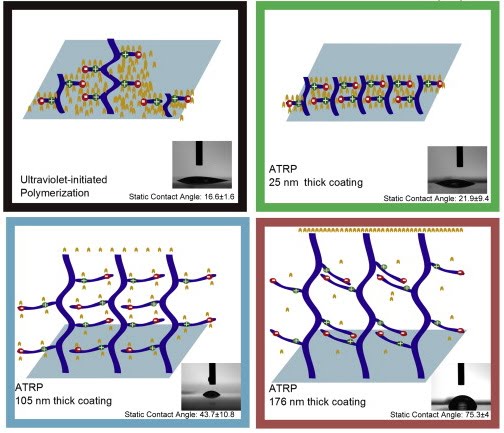 Ultraviolet-initiated
Polymerization
Static Contact Angle: 16.6±1.6
ATRP
25 nm thick coating
Static Contact Angle: 21.9±9.4
ATRP
105 nm thick coating
Static Contact Angle: 43.7±10.8
ATRP
176 nm thick coating
Static Contact Angle: 75.3±4